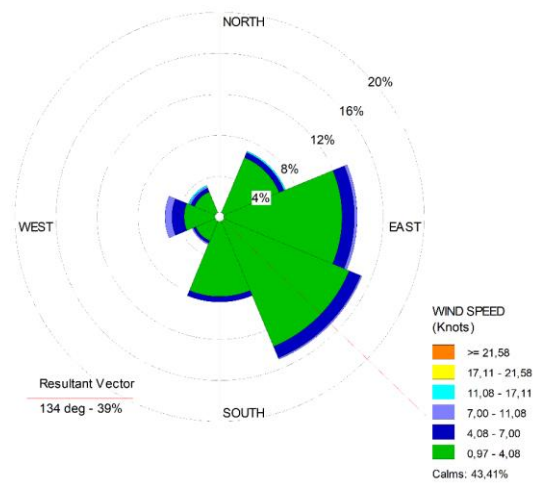 NORTH
20%
16%
12%
8%
4%
WEST
EAST
WIND SPEED
(Knots)
>= 21,58
17,11 - 21,58
11,08 - 17,11
7,00 - 11,08
4,08 - 7,00
0,97 - 4,08
Calms: 43,41%
Resultant Vector
134 deg - 39%
SOUTH